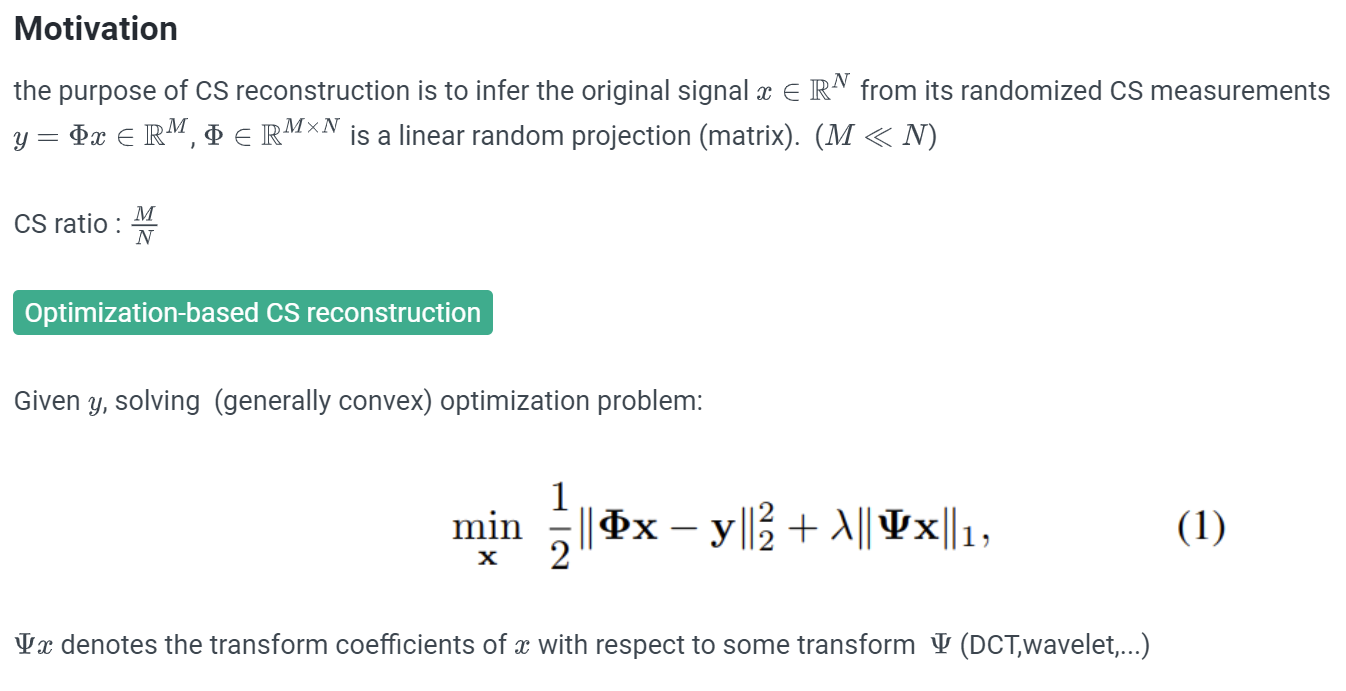 Motivation
the purpose of CS reconstruction is to infer the original signal $x \in \mathbb{R}^N$ from its randomized CS measurements
$y = \Phi x \in \mathbb{R}^M, \Phi \in \mathbb{R}^{M \times N}$ is a linear random projection (matrix). $(M \ll N)$
CS ratio : $\frac{M}{N}$
Optimization-based CS reconstruction
Given $y$, solving (generally convex) optimization problem:
$\min_{\mathbf{x}} \frac{1}{2} \|\mathbf{\Phi x} - \mathbf{y}\|_2^2 + \lambda \|\mathbf{\Psi x}\|_1,$ (1)
$\Psi x$ denotes the transform coefficients of $x$ with respect to some transform $\Psi$ (DCT,wavelet,...)